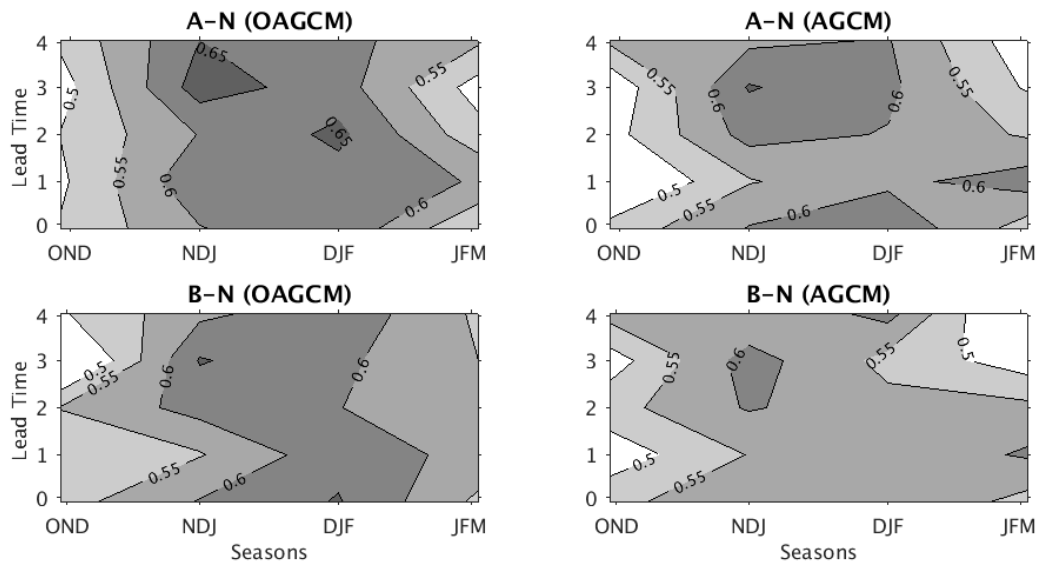 A–N (OAGCM)
A–N (AGCM)
Lead Time
4
3
2
1
0
0.5
0.55
0.6
0.65
0.65
0.6
0.55
OND
NDJ
DJF
JFM
0.55
0.6
0.6
0.55
0.5
0.55
0.6
0.6
4
3
2
1
0
OND
NDJ
DJF
JFM
B–N (OAGCM)
B–N (AGCM)
Lead Time
4
3
2
1
0
0.5
0.55
0.6
0.6
0.55
0.6
OND
NDJ
DJF
JFM
Seasons
4
3
2
1
0
0.55
0.6
0.55
0.5
0.5
0.55
OND
NDJ
DJF
JFM
Seasons